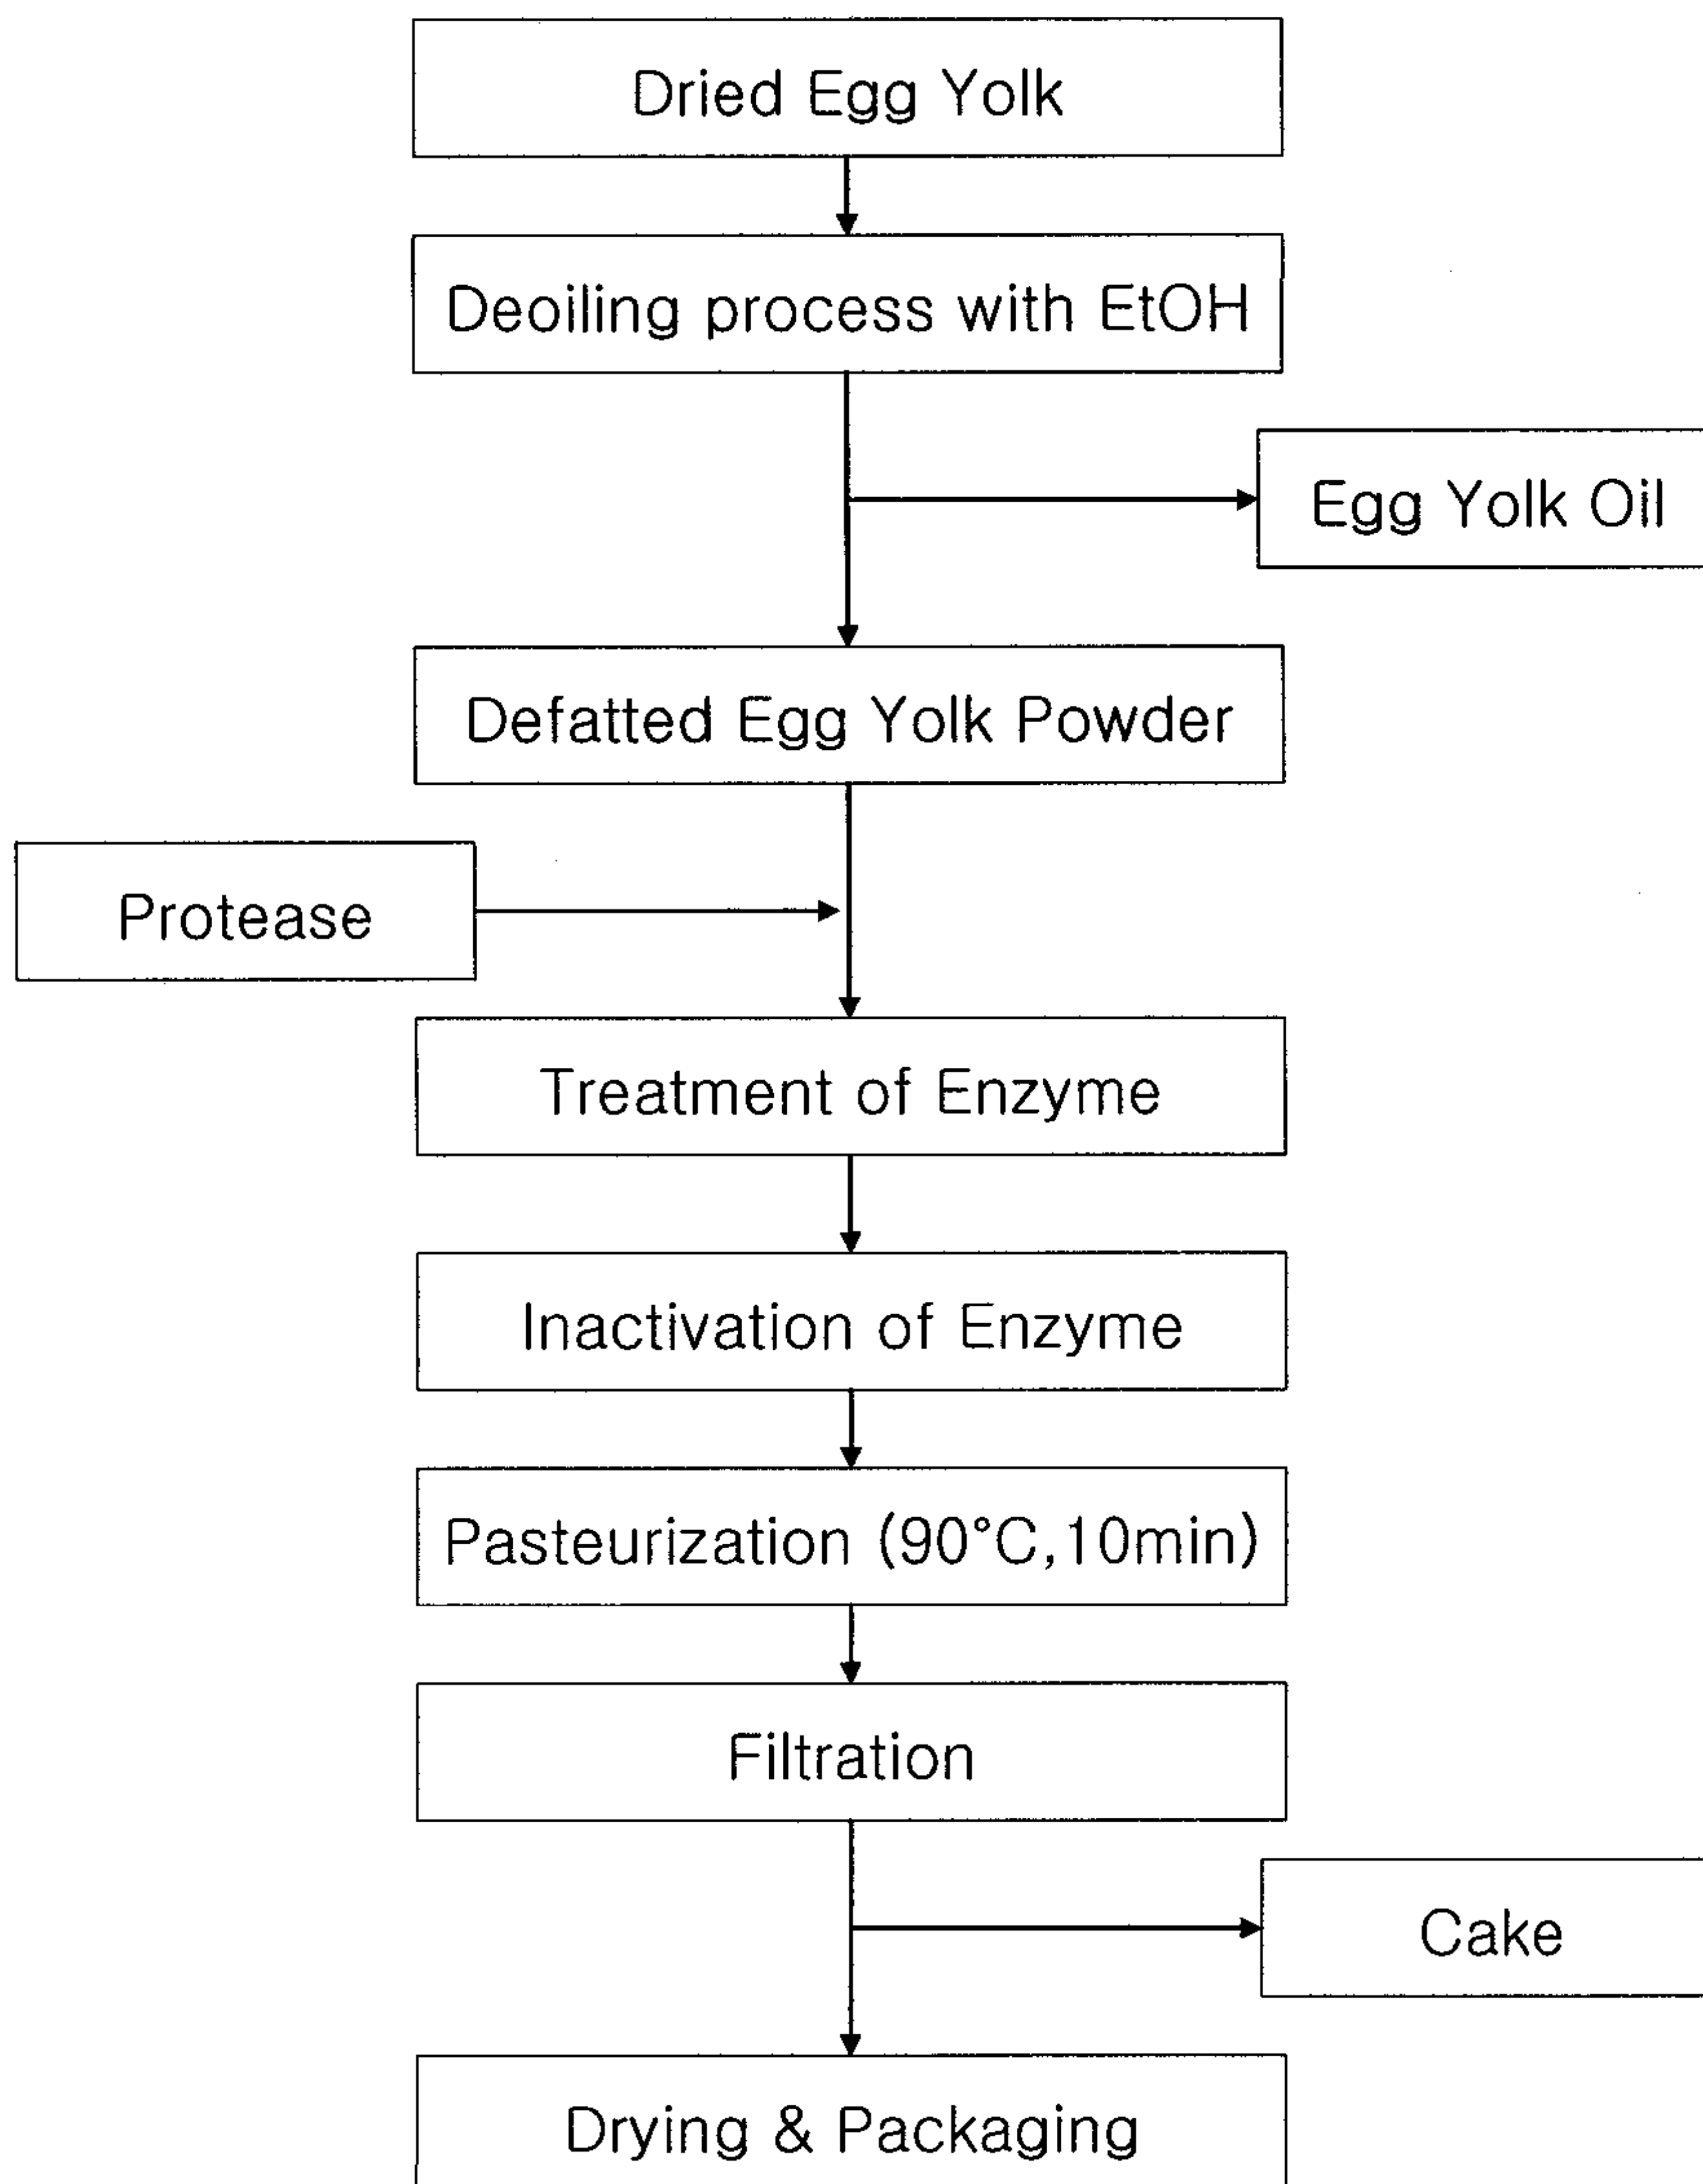 Dried Egg Yolk
Deoiling process with EtOH
Egg Yolk Oil
Defatted Egg Yolk Powder
Protease
Treatment of Enzyme
Inactivation of Enzyme
Pasteurization (90°C,10min)
Filtration
Cake
Drying & Packaging